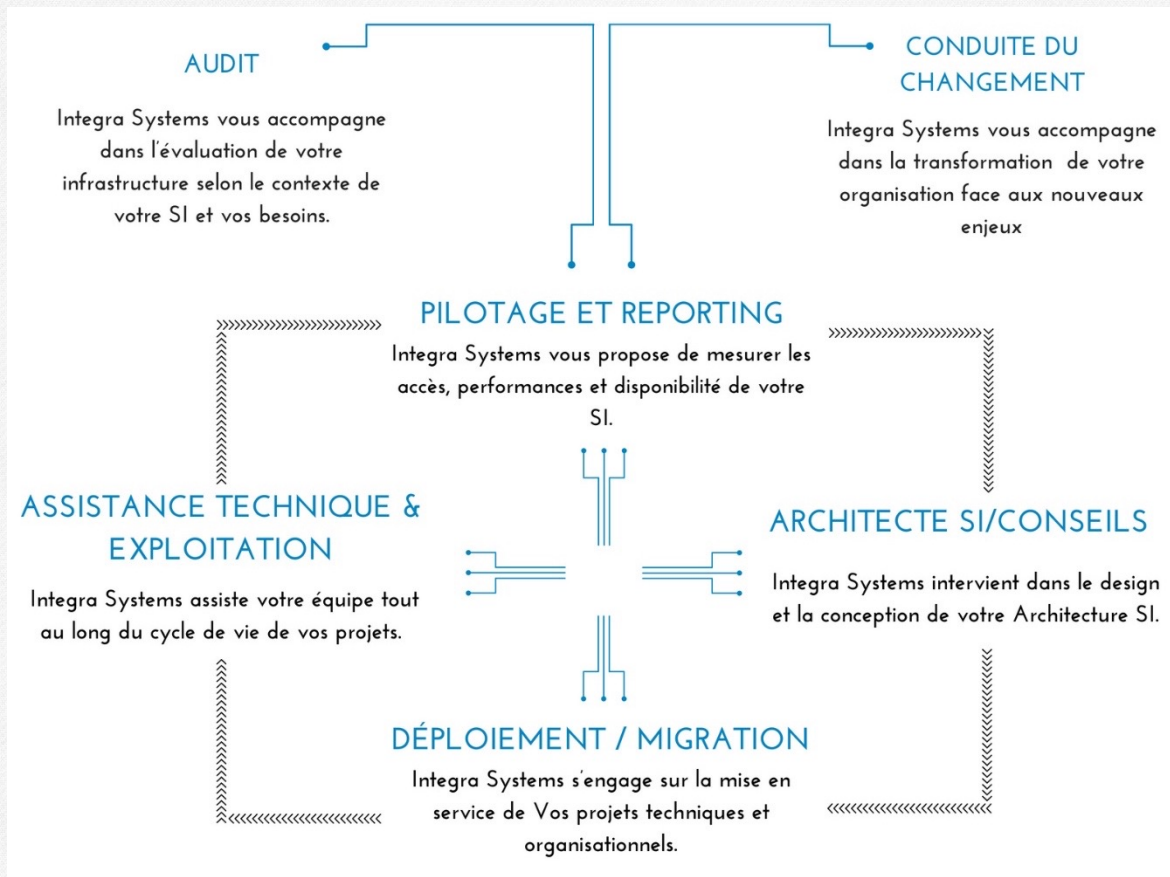 AUDIT
Integra Systems vous accompagne
dans l'évaluation de votre
infrastructure selon le contexte de
votre SI et vos besoins.
CONDUITE DU
CHANGEMENT
Integra Systems vous accompagne
dans la transformation de votre
organisation face aux nouveaux
enjeux
PILOTAGE ET REPORTING
Integra Systems vous propose de mesurer les
accès, performances et disponibilité de votre
SI.
ASSISTANCE TECHNIQUE &
EXPLOITATION
Integra Systems assiste votre équipe tout
au long du cycle de vie de vos projets.
ARCHITECTE SI/CONSEILS
Integra Systems intervient dans le design
et la conception de votre Architecture SI.
DÉPLOIEMENT / MIGRATION
Integra Systems s'engage sur la mise en
service de Vos projets techniques et
organisationnels.